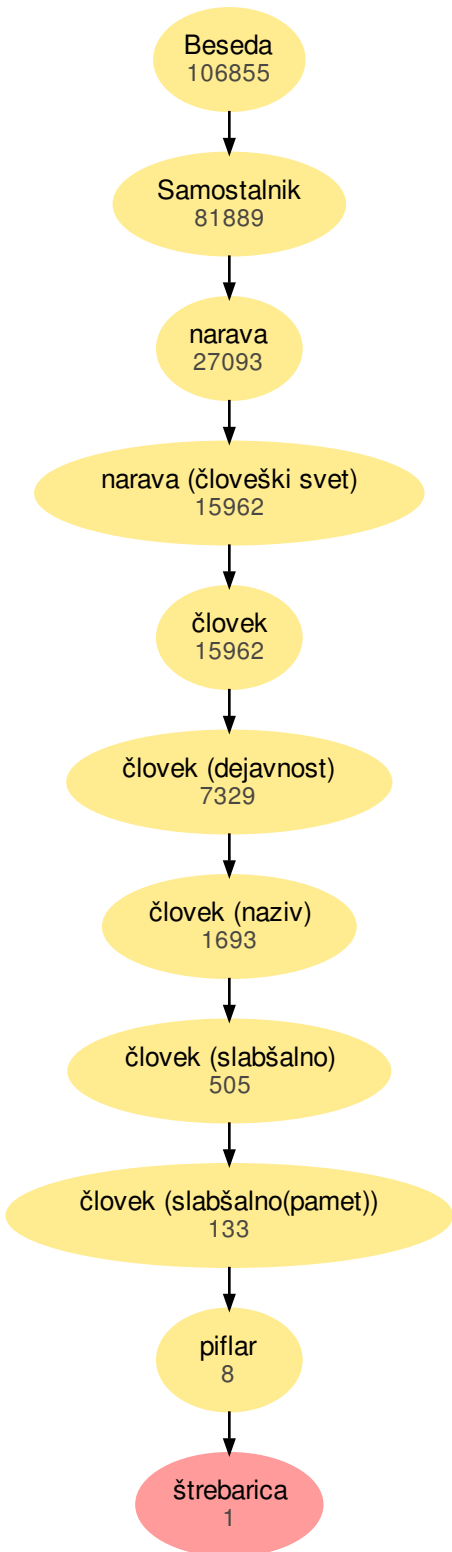 Beseda
106855
Samostalnik
81889
narava
27093
narava (človeški svet)
15962
človek
15962
človek (dejavnost)
7329
človek (naziv)
1693
človek (slabšalno)
505
človek (slabšalno(pamet))
133
piflar
8
štrebarica
1